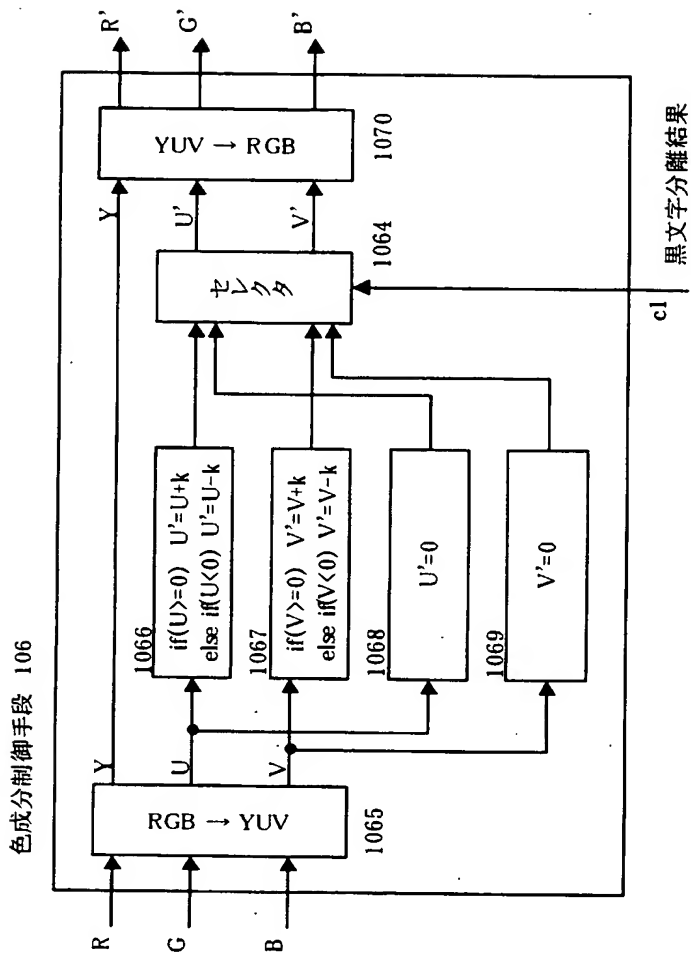 色成分制御手段 106
R
G
B
RGB → YUV
1065
Y
U
V
1066
if(U>=0) U'=U+k
else if(U<0) U'=U-k
1067
if(V>=0) V'=V+k
else if(V<0) V'=V-k
1068
U'=0
1069
V'=0
セレクタ
1064
c1
黒文字分離結果
Y
U'
V'
YUV → RGB
1070
R'
G'
B'